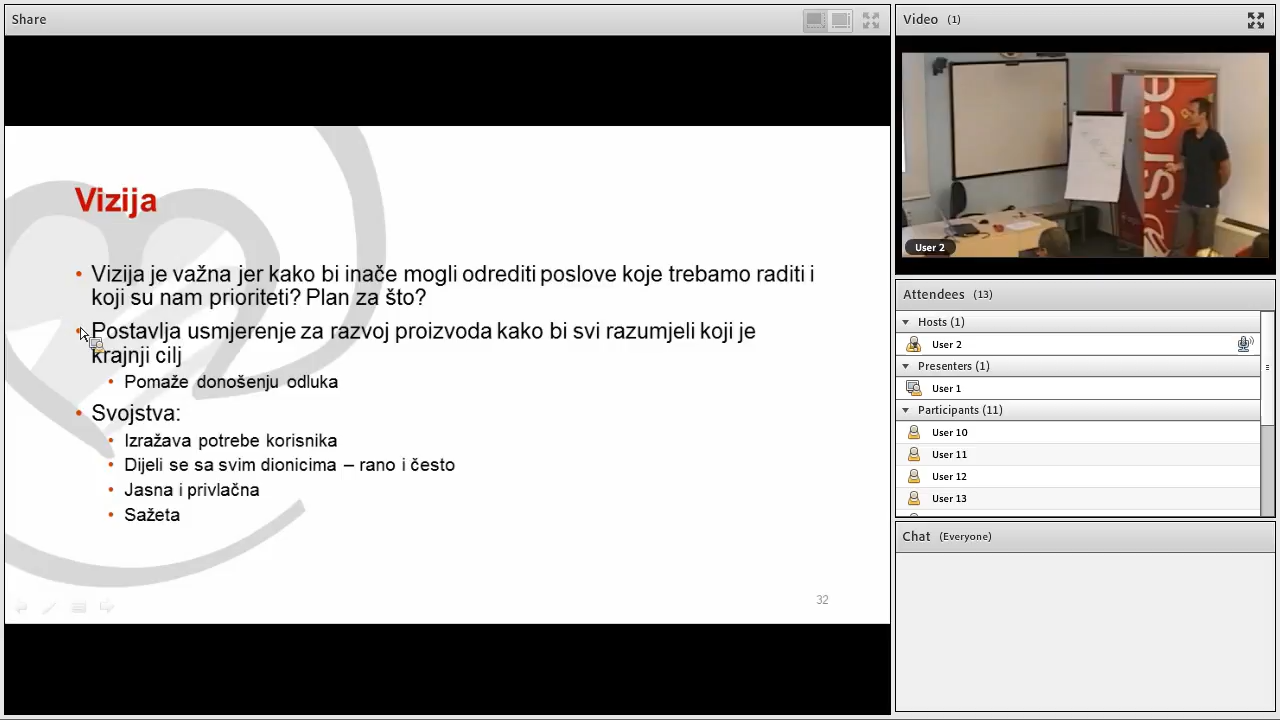 Share
Video (1)
srce
User 2
Vizija
• Vizija je važna jer kako bi inače mogli odrediti poslove koje trebamo raditi i
koji su nam prioriteti? Plan za što?
• Postavlja usmjerenje za razvoj proizvoda kako bi svi razumjeli koji je
krajnji cilj
• Pomaže donošenju odluka
• Svojstva:
• Izražava potrebe korisnika
• Dijeli se sa svim dionicima – rano i često
• Jasna i privlačna
• Sažeta
32
Attendees (13)
Hosts (1)
User 2
Presenters (1)
User 1
Participants (11)
User 10
User 11
User 12
User 13
Chat (Everyone)